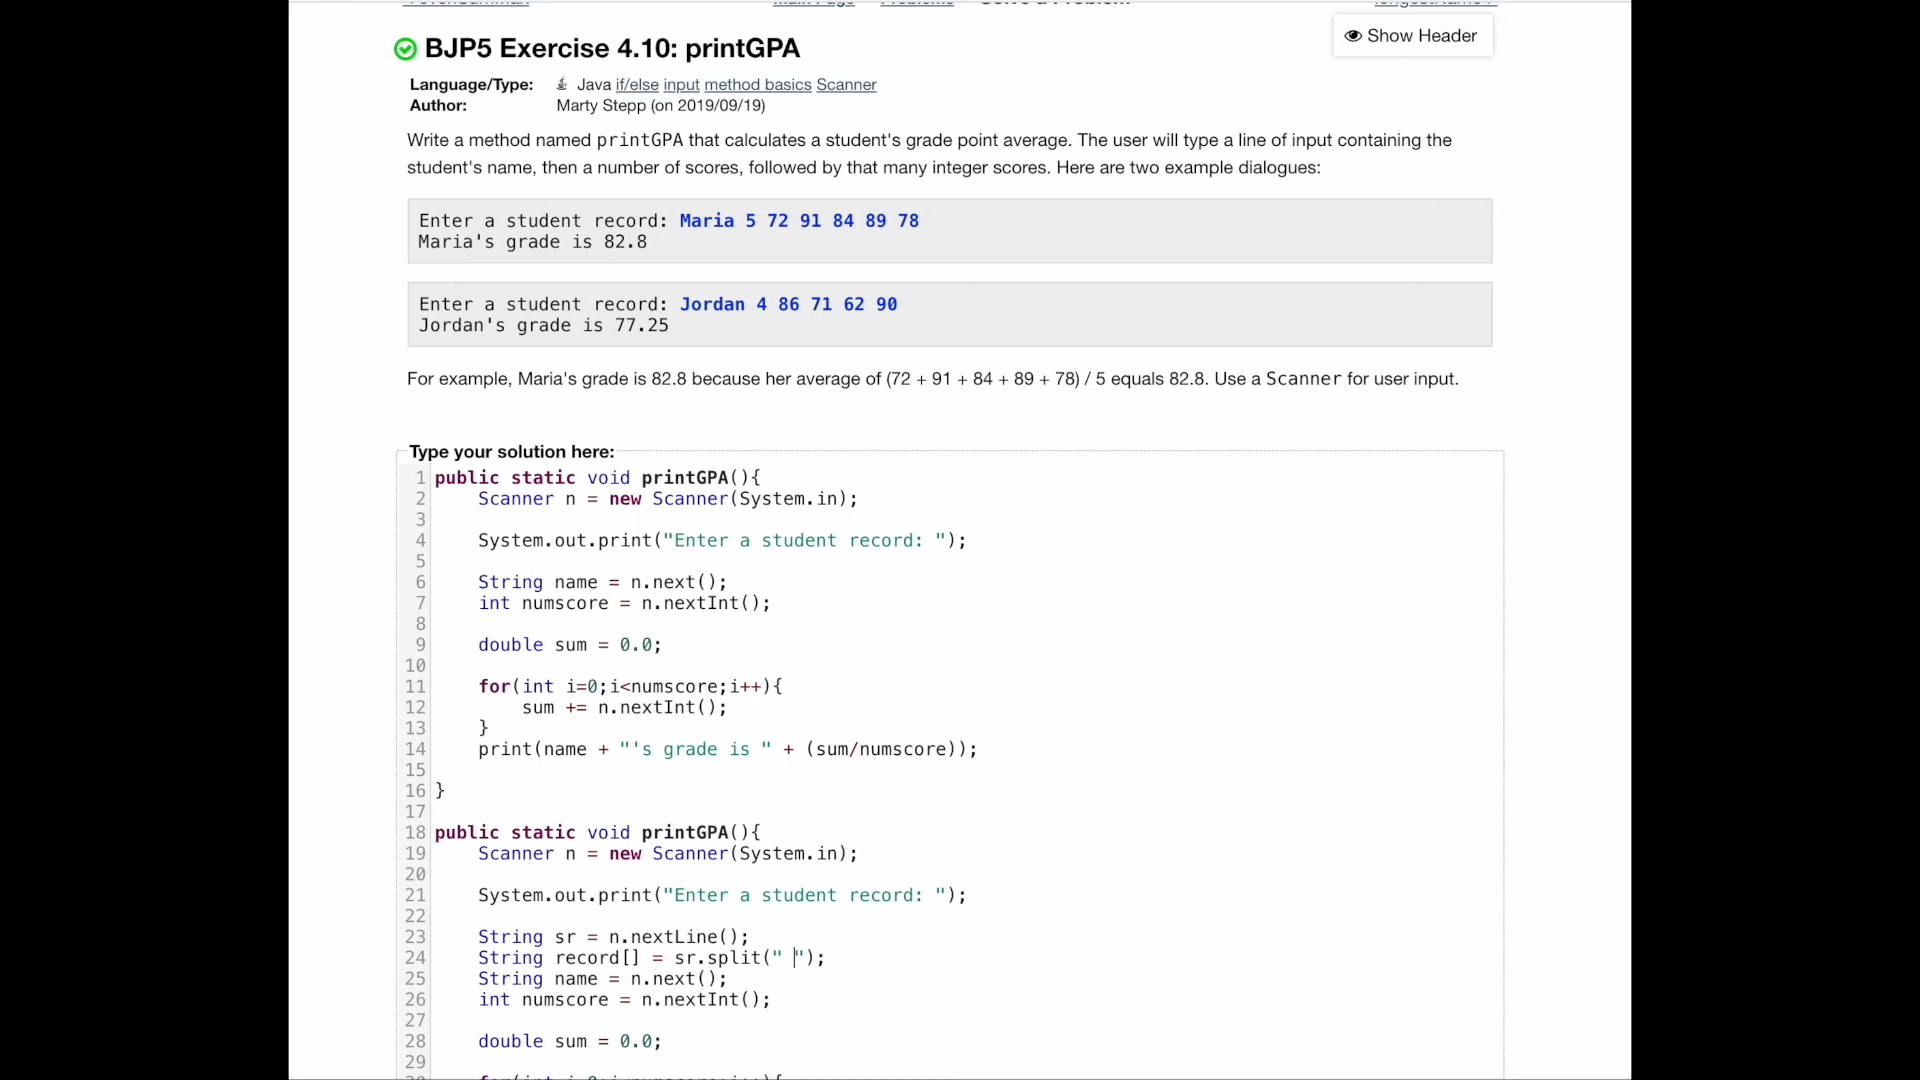 Show Header
BJP5 Exercise 4.10: printGPA
Language/Type: Java if/else input method basics Scanner
Author: Marty Stepp (on 2019/09/19)
Write a method named printGPA that calculates a student's grade point average. The user will type a line of input containing the
student's name, then a number of scores, followed by that many integer scores. Here are two example dialogues:
Enter a student record: Maria 5 72 91 84 89 78
Maria's grade is 82.8
Enter a student record: Jordan 4 86 71 62 90
Jordan's grade is 77.25
For example, Maria's grade is 82.8 because her average of (72 + 91 + 84 + 89 + 78) / 5 equals 82.8. Use a Scanner for user input.
Type your solution here:
1 public static void printGPA(){
2 Scanner n = new Scanner(System.in);
3
4 System.out.print("Enter a student record: ");
5
6 String name = n.next();
7 int numscore = n.nextInt();
8
9 double sum = 0.0;
10
11 for(int i=0;i<numscore;i++){
12 sum += n.nextInt();
13 }
14 print(name + "'s grade is " + (sum/numscore));
15
16 }
17
18 public static void printGPA(){
19 Scanner n = new Scanner(System.in);
20
21 System.out.print("Enter a student record: ");
22
23 String sr = n.nextLine();
24 String record[] = sr.split(" ");
25 String name = n.next();
26 int numscore = n.nextInt();
27
28 double sum = 0.0;
29